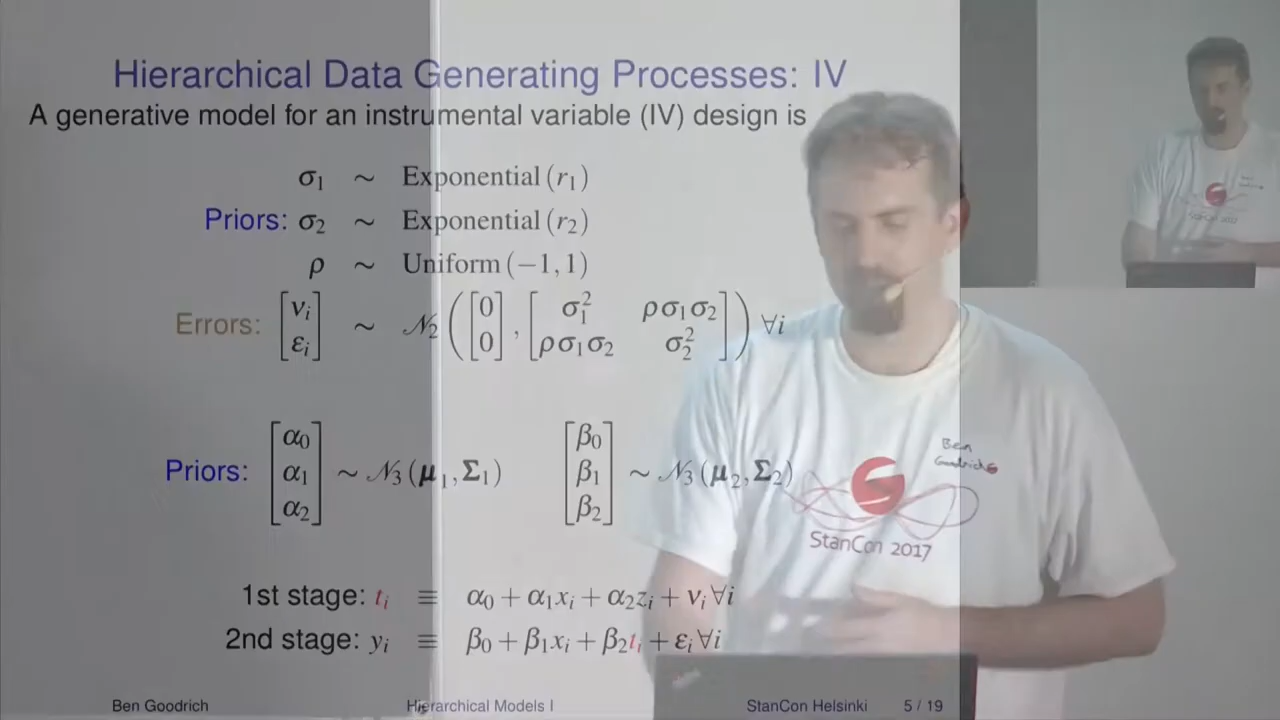 Hierarchical Data Generating Processes: IV
A generative model for an instrumental variable (IV) design is
σ₁ ∼ Exponential (r₁)
Priors: σ₂ ∼ Exponential (r₂)
ρ ∼ Uniform (−1, 1)
Errors: [νᵢ εᵢ] ∼ 𝒩₂ ([0 0], [σ₁² ρσ₁σ₂ ρσ₁σ₂ σ₂²]) ∀i
Priors: [α₀ α₁ α₂] ∼ 𝒩₃ (μ₁, Σ₁) [β₀ β₁ β₂] ∼ 𝒩₃ (μ₂, Σ₂)
1st stage: tᵢ ≡ α₀ + α₁xᵢ + α₂zᵢ + νᵢ ∀i
2nd stage: yᵢ ≡ β₀ + β₁xᵢ + β₂tᵢ + εᵢ ∀i
Ben Goodrich Hierarchical Models I StanCon Helsinki 5 / 19
Ben
Goodrich
StanCon 2017